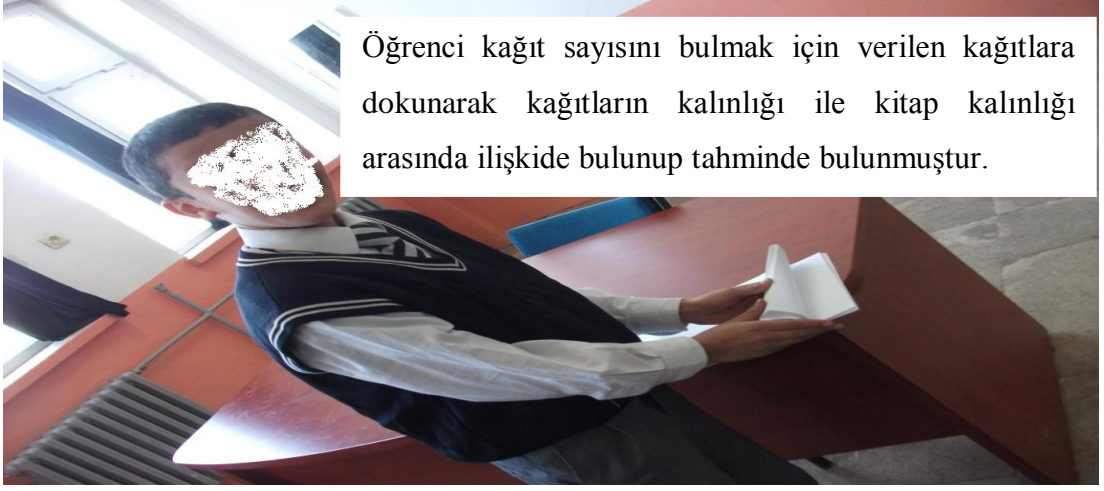 Öğrenci kağıt sayısını bulmak için verilen kağıtlara
dokunarak kağıtların kalınlığı ile kitap kalınlığı
arasında ilişkide bulunup tahminde bulunmuştur.